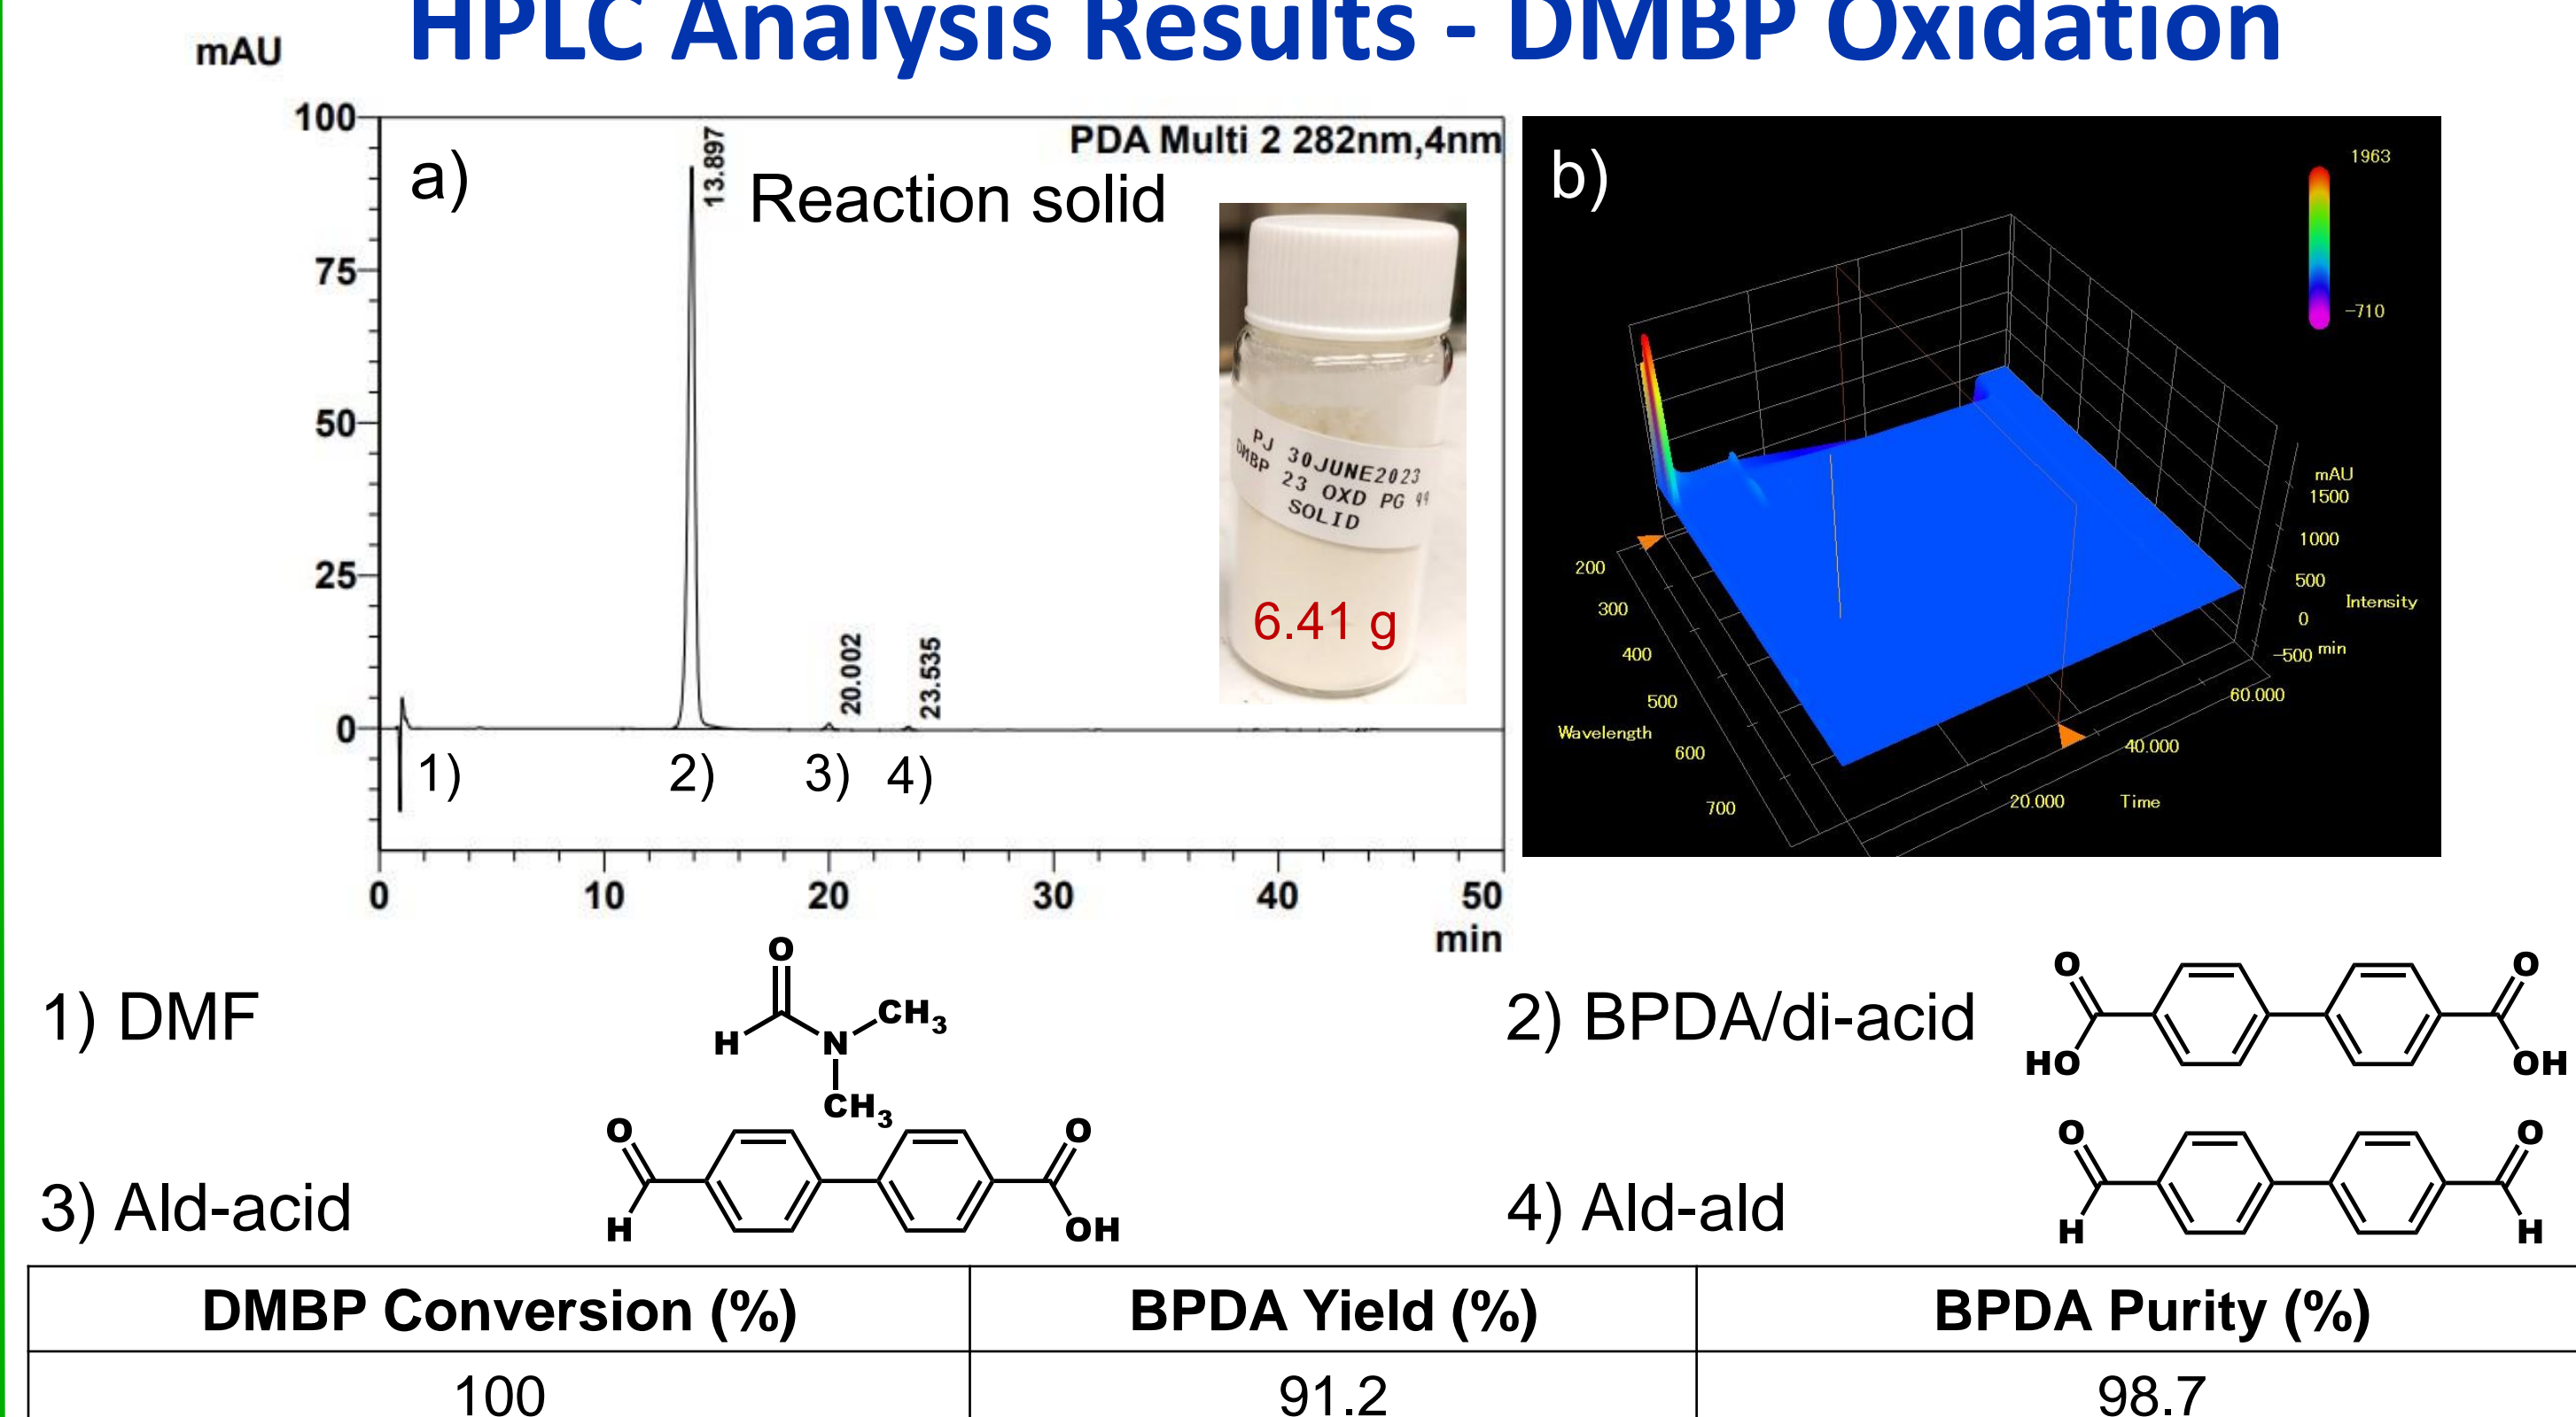 HPLC Analysis Results - DMBP Oxidation
mAU
100
75
50
25
0
a)
13.897
PDA Multi 2 282nm,4nm
Reaction solid
PJ 30JUNE2023
DMBP 23 OXD PG 99
SOLID
6.41 g
20.002
23.535
1)
2)
3)
4)
0
10
20
30
40
50
min
b)
1963
-710
mAU
1500
1000
500
0
-500
Intensity
min
60.000
40.000
20.000
Time
200
300
400
500
600
700
Wavelength
1) DMF
O
H
N
CH3
CH3
2) BPDA/di-acid
O
HO
O
OH
3) Ald-acid
O
H
O
OH
4) Ald-ald
O
H
O
H
DMBP Conversion (%)
BPDA Yield (%)
BPDA Purity (%)
100
91.2
98.7